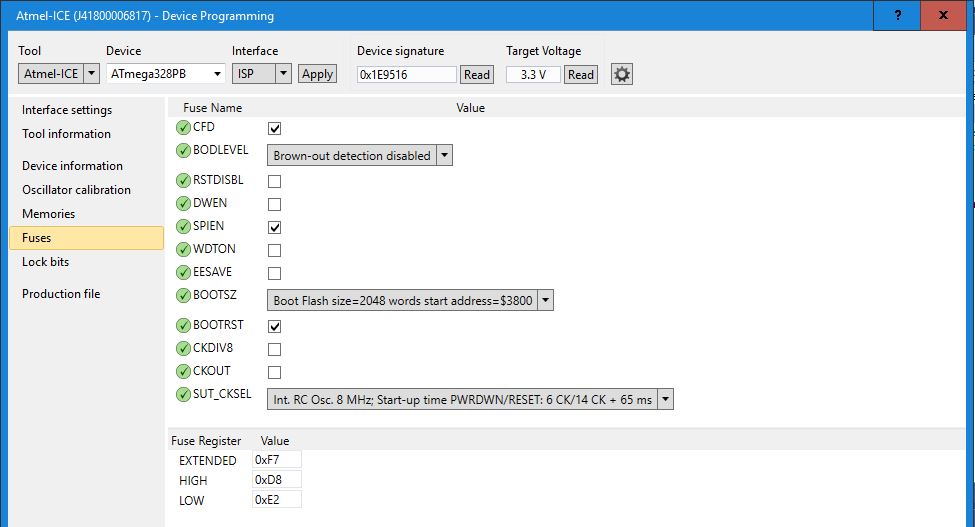 Atmel-ICE (J41800006817) - Device Programming ? X
Tool Device Interface Device signature Target Voltage
Atmel-ICE ATmega328PB ISP Apply 0x1E9516 Read 3.3 V Read
Interface settings
Tool information
Device information
Oscillator calibration
Memories
Fuses
Lock bits
Production file
Fuse Name Value
CFD
BODLEVEL Brown-out detection disabled
RSTDISBL
DWEN
SPIEN
WDTON
EESAVE
BOOTSZ Boot Flash size=2048 words start address=$3800
BOOTRST
CKDIV8
CKOUT
SUT_CKSEL Int. RC Osc. 8 MHz; Start-up time PWRDWN/RESET: 6 CK/14 CK + 65 ms
Fuse Register Value
EXTENDED 0xF7
HIGH 0xD8
LOW 0xE2